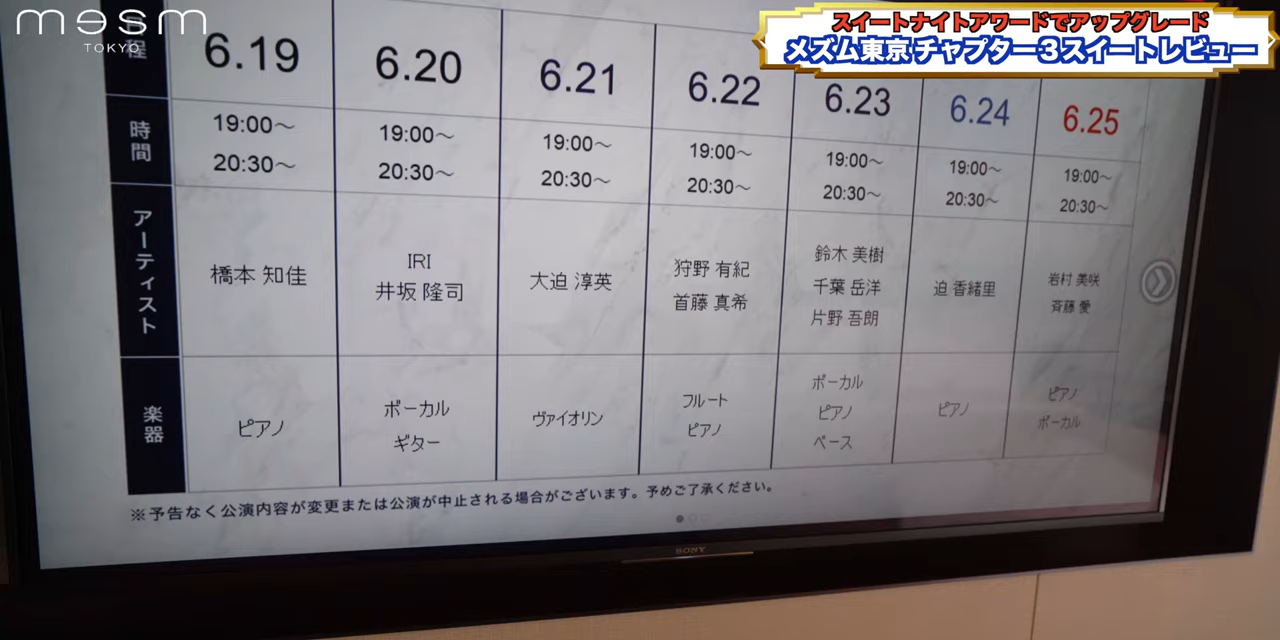 mesm
TOKYO
スイートナイトアワードでアップグレード
メズム東京 チャプター3スイートレビュー
程 6.19 6.20 6.21 6.22 6.23 6.24 6.25
時間 19:00～ 19:00～ 19:00～ 19:00～ 19:00～ 19:00～ 19:00～
20:30～ 20:30～ 20:30～ 20:30～ 20:30～ 20:30～ 20:30～
アーティスト
橋本 知佳
IRI
井坂 隆司
大迫 淳英
狩野 有紀
首藤 真希
鈴木 美樹
千葉 岳洋
片野 吾朗
迫 香緒里
岩村 美咲
斉藤 愛
楽器
ピアノ
ボーカル
ギター
ヴァイオリン
フルート
ピアノ
ボーカル
ピアノ
ベース
ピアノ
ピアノ
ボーカル
※予告なく公演内容が変更または公演が中止される場合がございます。予めご了承ください。
SONY